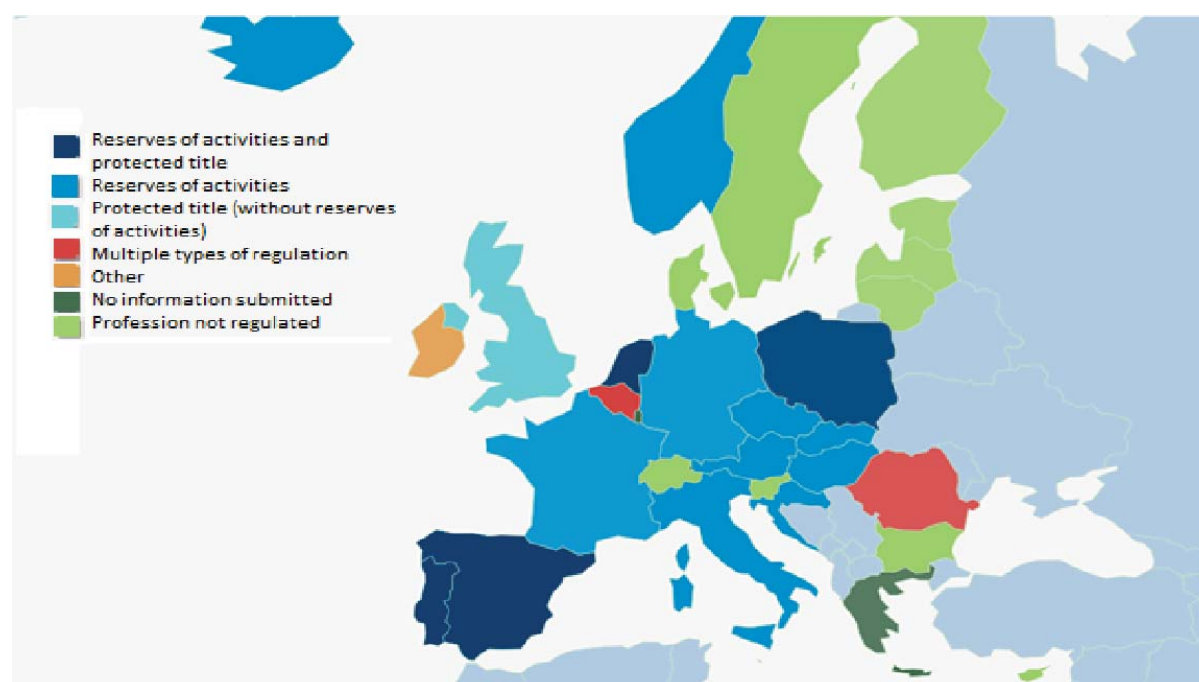 Reserves of activities and
protected title
Reserves of activities
Protected title (without reserves
of activities)
Multiple types of regulation
Other
No information submitted
Profession not regulated